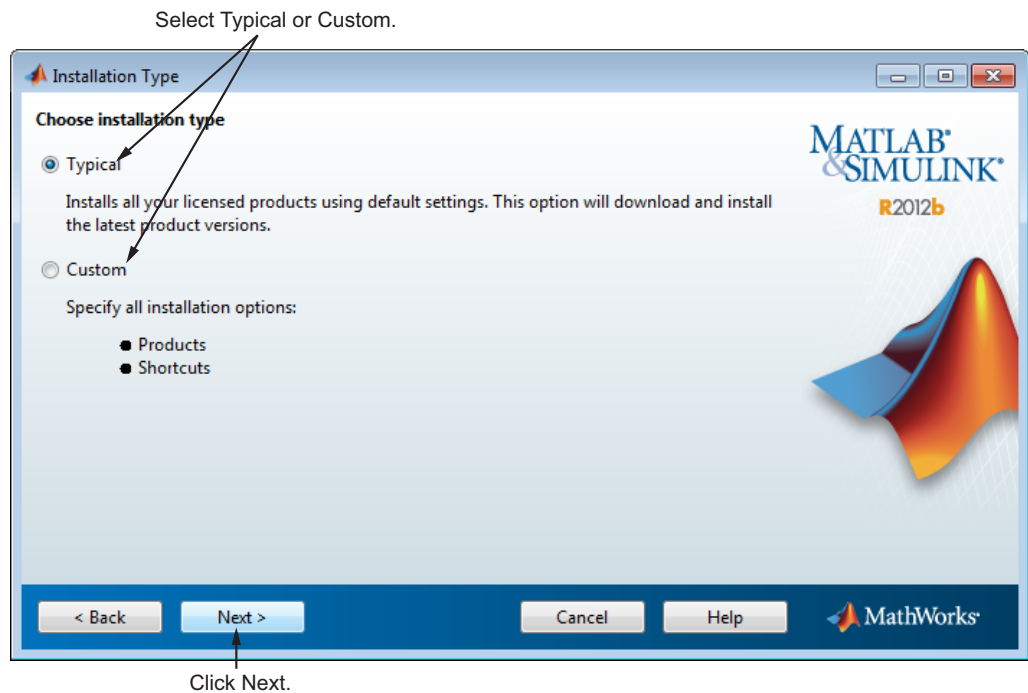 Select Typical or Custom.
Installation Type
Choose installation type
Typical
Installs all your licensed products using default settings. This option will download and install
the latest product versions.
Custom
Specify all installation options:
Products
Shortcuts
MATLAB®
&SIMULINK®
R2012b
< Back
Next >
Cancel
Help
MathWorks®
Click Next.